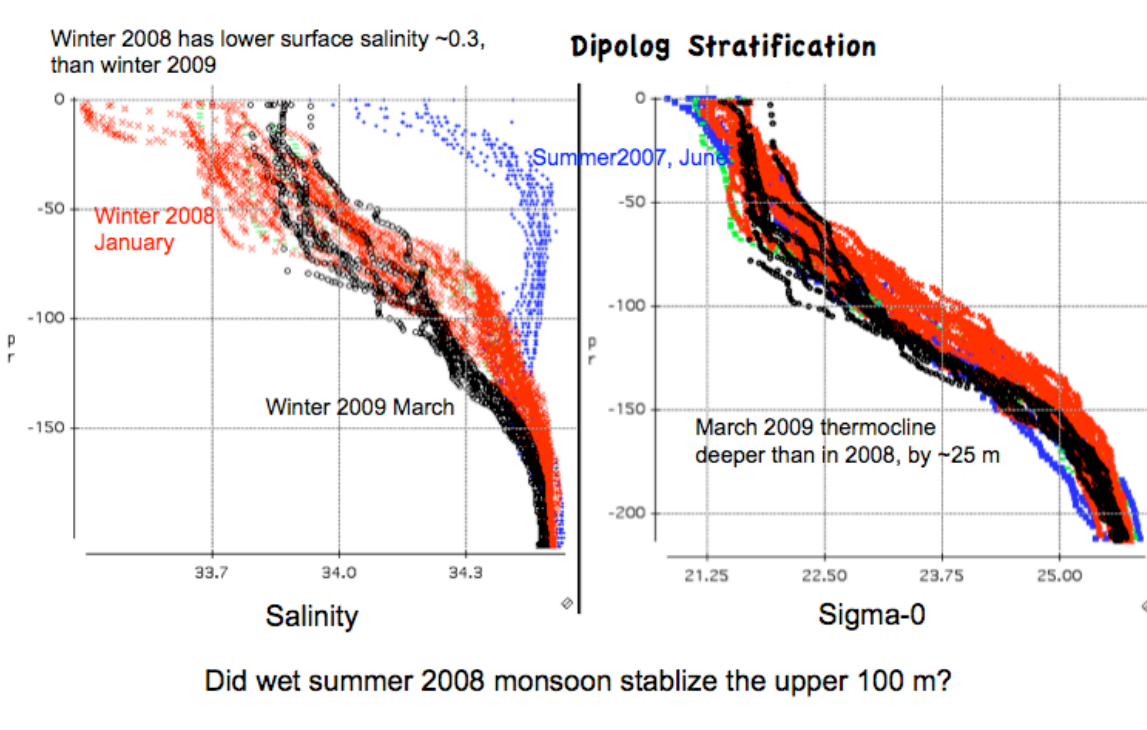 Winter 2008 has lower surface salinity ~0.3,
than winter 2009
Dipolog Stratification
0
-50
-100
-150
p
r
Winter 2008
January
Winter 2009 March
33.7
34.0
34.3
Salinity
Summer2007, June
0
-50
-100
-150
-200
p
r
March 2009 thermocline
deeper than in 2008, by ~25 m
21.25
22.50
23.75
25.00
Sigma-0
Did wet summer 2008 monsoon stablize the upper 100 m?